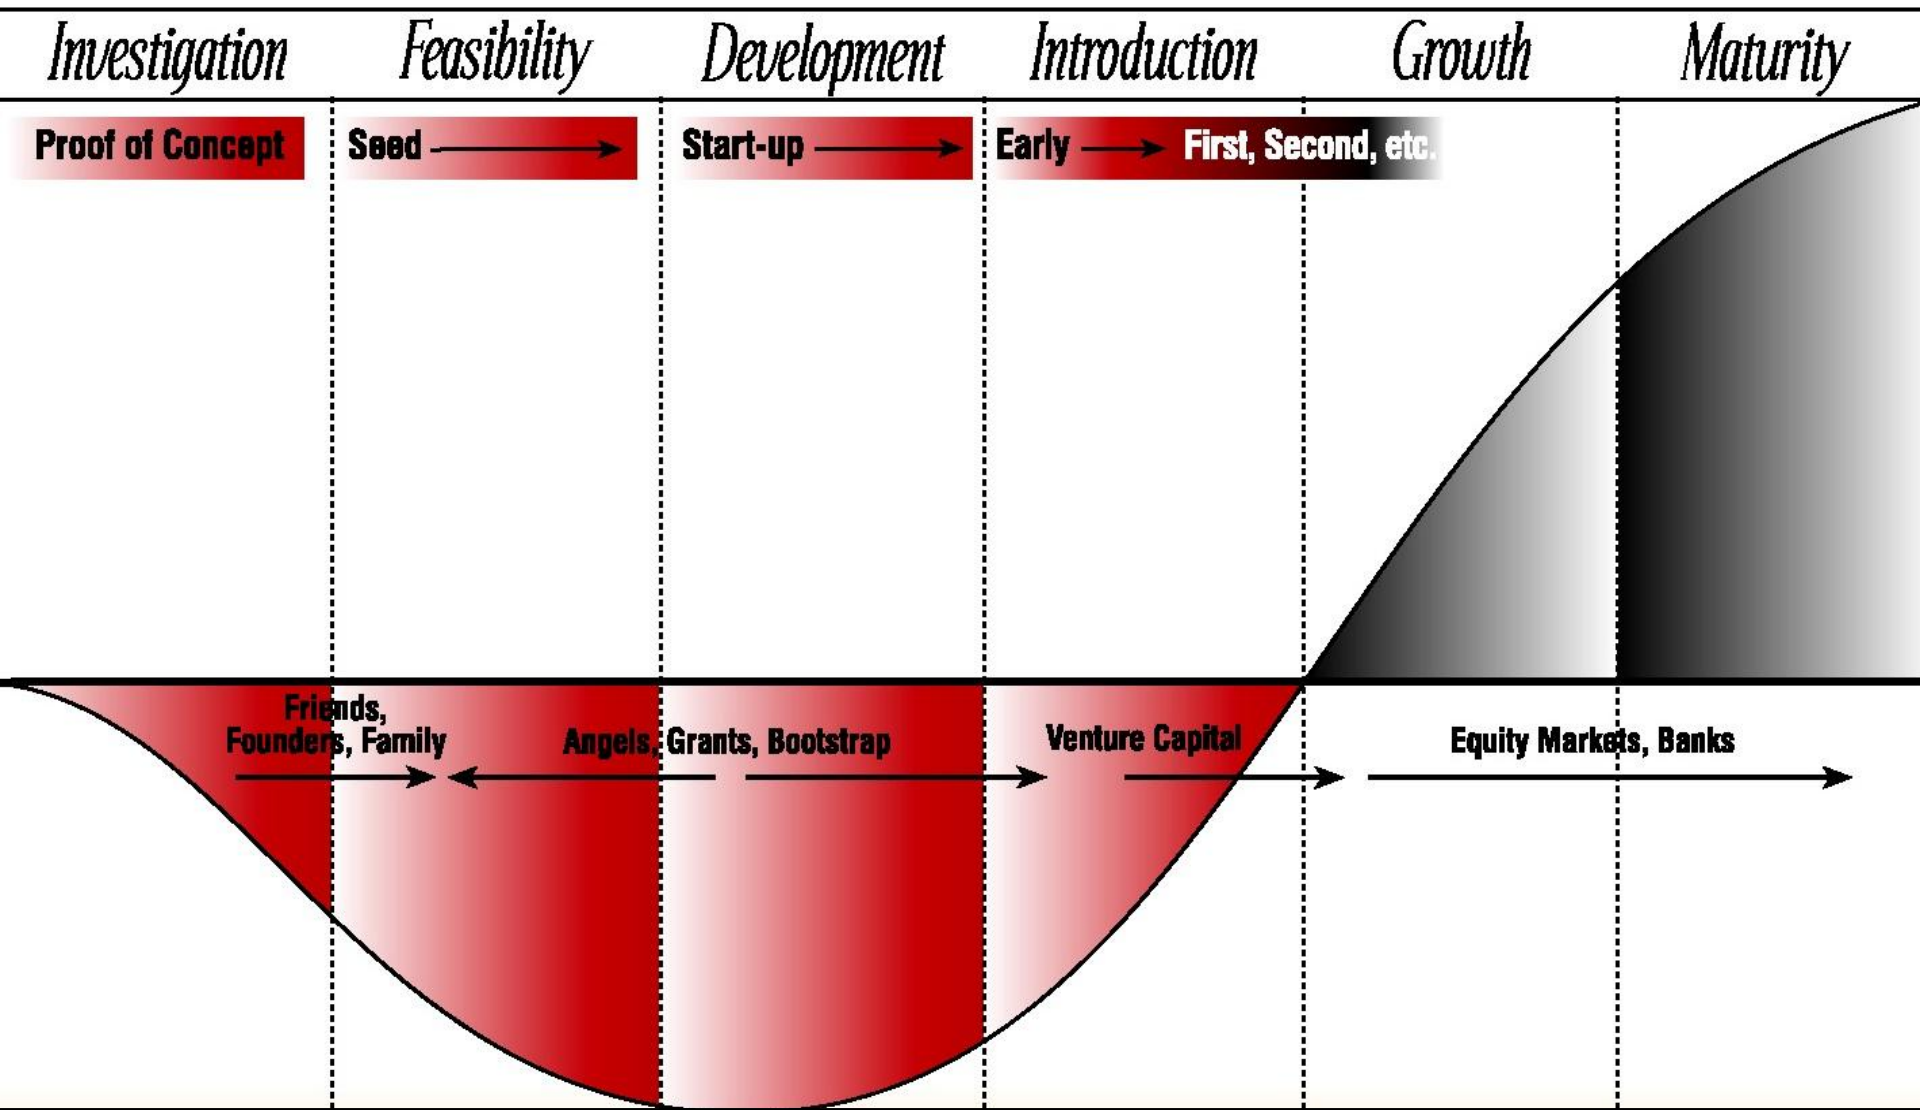 Investigation
Feasibility
Development
Introduction
Growth
Maturity
Proof of Concept
Seed
Start-up
Early
First, Second, etc.
Friends,
Founders, Family
Angels, Grants, Bootstrap
Venture Capital
Equity Markets, Banks